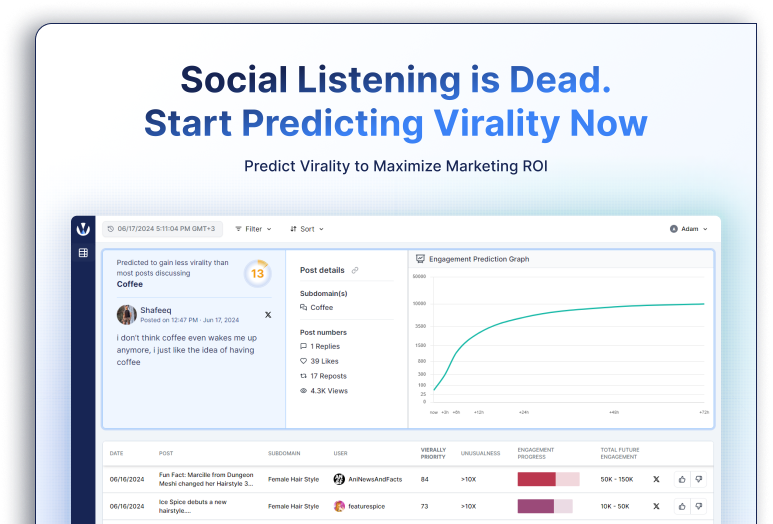 Social Listening is Dead.
Start Predicting Virality Now
Predict Virality to Maximize Marketing ROI
06/17/2024 5:11:04 PM GMT+3
Filter
Sort
A
Adam
Predicted to gain less virality than
most posts discussing
Coffee
13
Shafeeq
Posted on 12:47 PM · Jun 17, 2024
i don't think coffee even wakes me up
anymore, i just like the idea of having
coffee
Post details
Subdomain(s)
Coffee
Post numbers
1 Replies
39 Likes
17 Reposts
4.3K Views
Engagement Prediction Graph
60000
10000
3500
1500
800
300
100
25
0
now +3h +6h +12h +24h +48h +72h
DATE POST SUBDOMAIN USER VIERALLY PRIORITY UNUSUALNESS ENGAGEMENT PROGRESS TOTAL FUTURE ENGAGEMENT
06/16/2024 Fun Fact: Marcille from Dungeon Female Hair Style AniNewsAndFacts 84 >10X 50K - 150K
Meshi changed her Hairstyle 3...
06/16/2024 Ice Spice debuts a new Female Hair Style featurespice 73 >10X 10K - 50K
hairstyle....